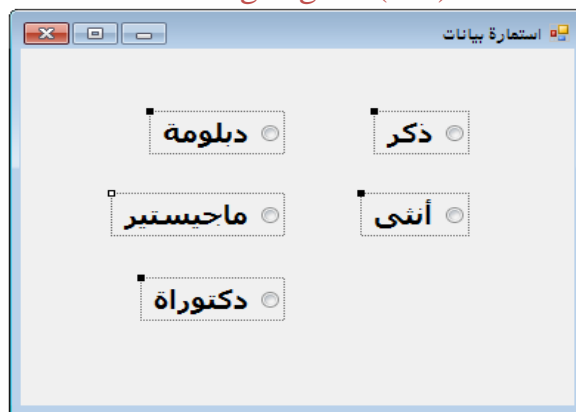 استمارة بيانات
ذكر
دبلومة
أنثى
ماجيستير
دكتوراة